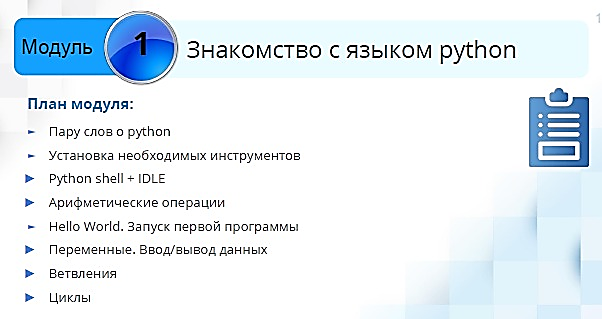 1
Модуль 1 Знакомство с языком python
План модуля:
Пару слов о python
Установка необходимых инструментов
Python shell + IDLE
Арифметические операции
Hello World. Запуск первой программы
Переменные. Ввод/вывод данных
Ветвления
Циклы